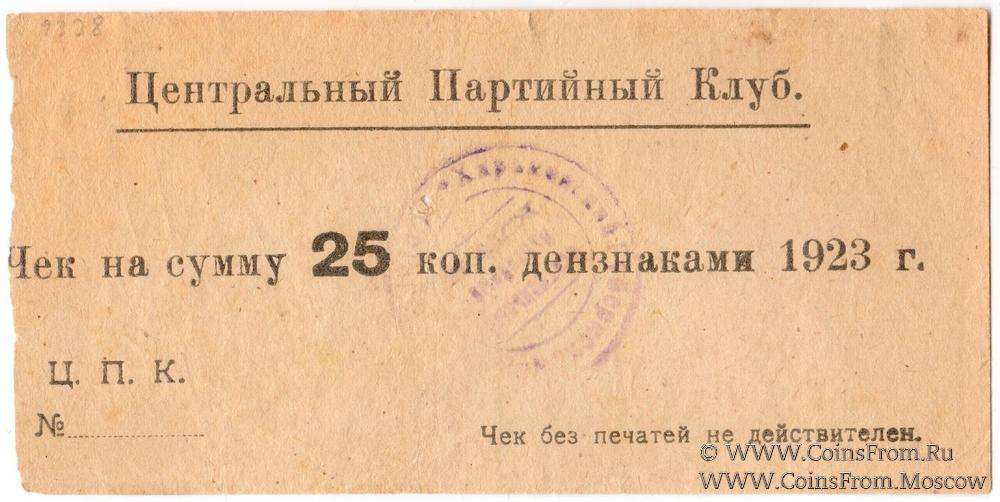 9338
Центральный Партийный Клуб.
Чек на сумму 25 коп. дензнаками 1923 г.
Ц. П. К.
№
Чек без печатей не действителен.
© WWW.CoinsFrom.Ru
WWW.CoinsFrom.Moscow